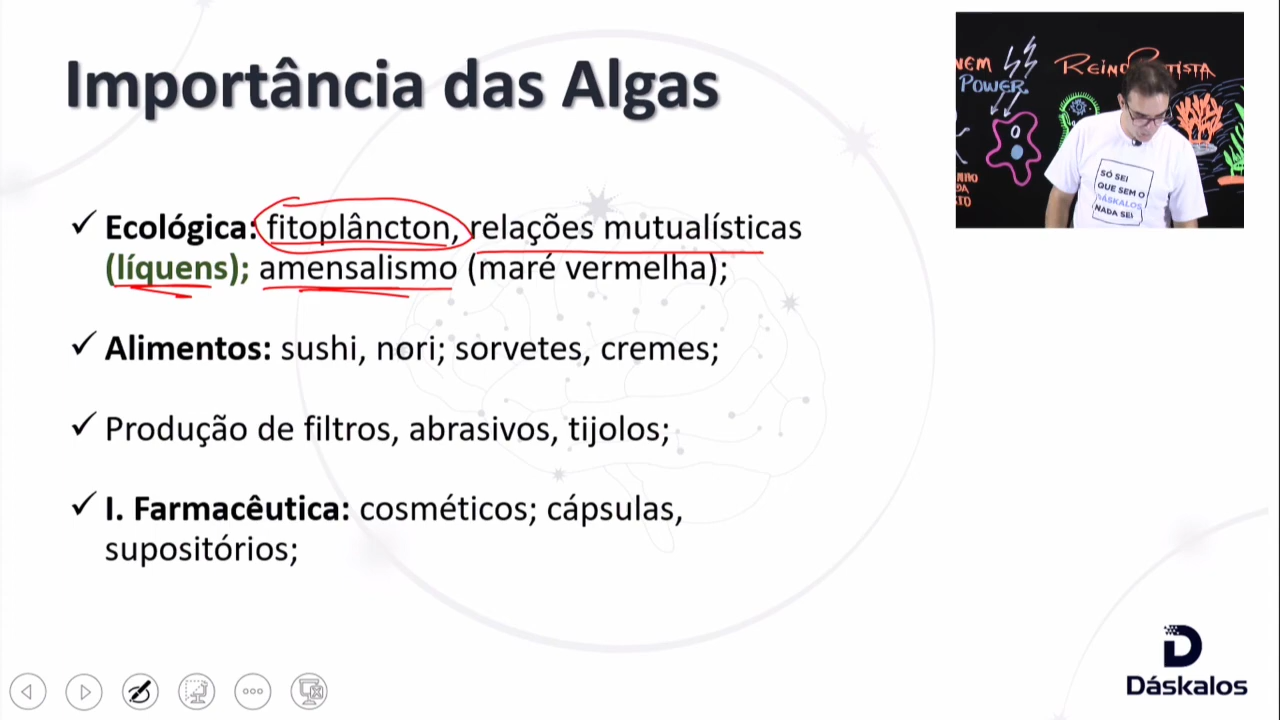 Importância das Algas
✓ Ecológica: fitoplâncton, relações mutualísticas
(líquens); amensalismo (maré vermelha);
✓ Alimentos: sushi, nori; sorvetes, cremes;
✓ Produção de filtros, abrasivos, tijolos;
✓ I. Farmacêutica: cosméticos; cápsulas,
supositórios;
POWER
SÓ SEI
QUE SEM O
DÁSKALOS
NADA SEI
Dáskalos